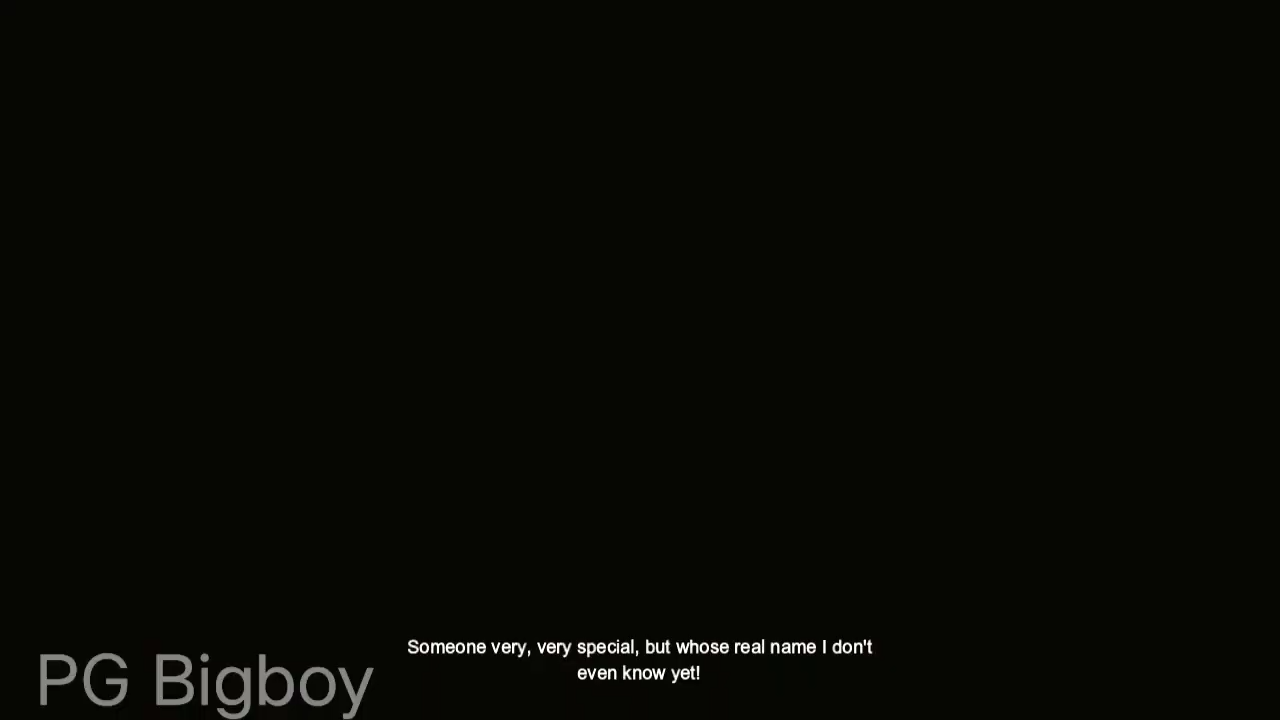 Someone very, very special, but whose real name I don't
even know yet!
PG Bigboy